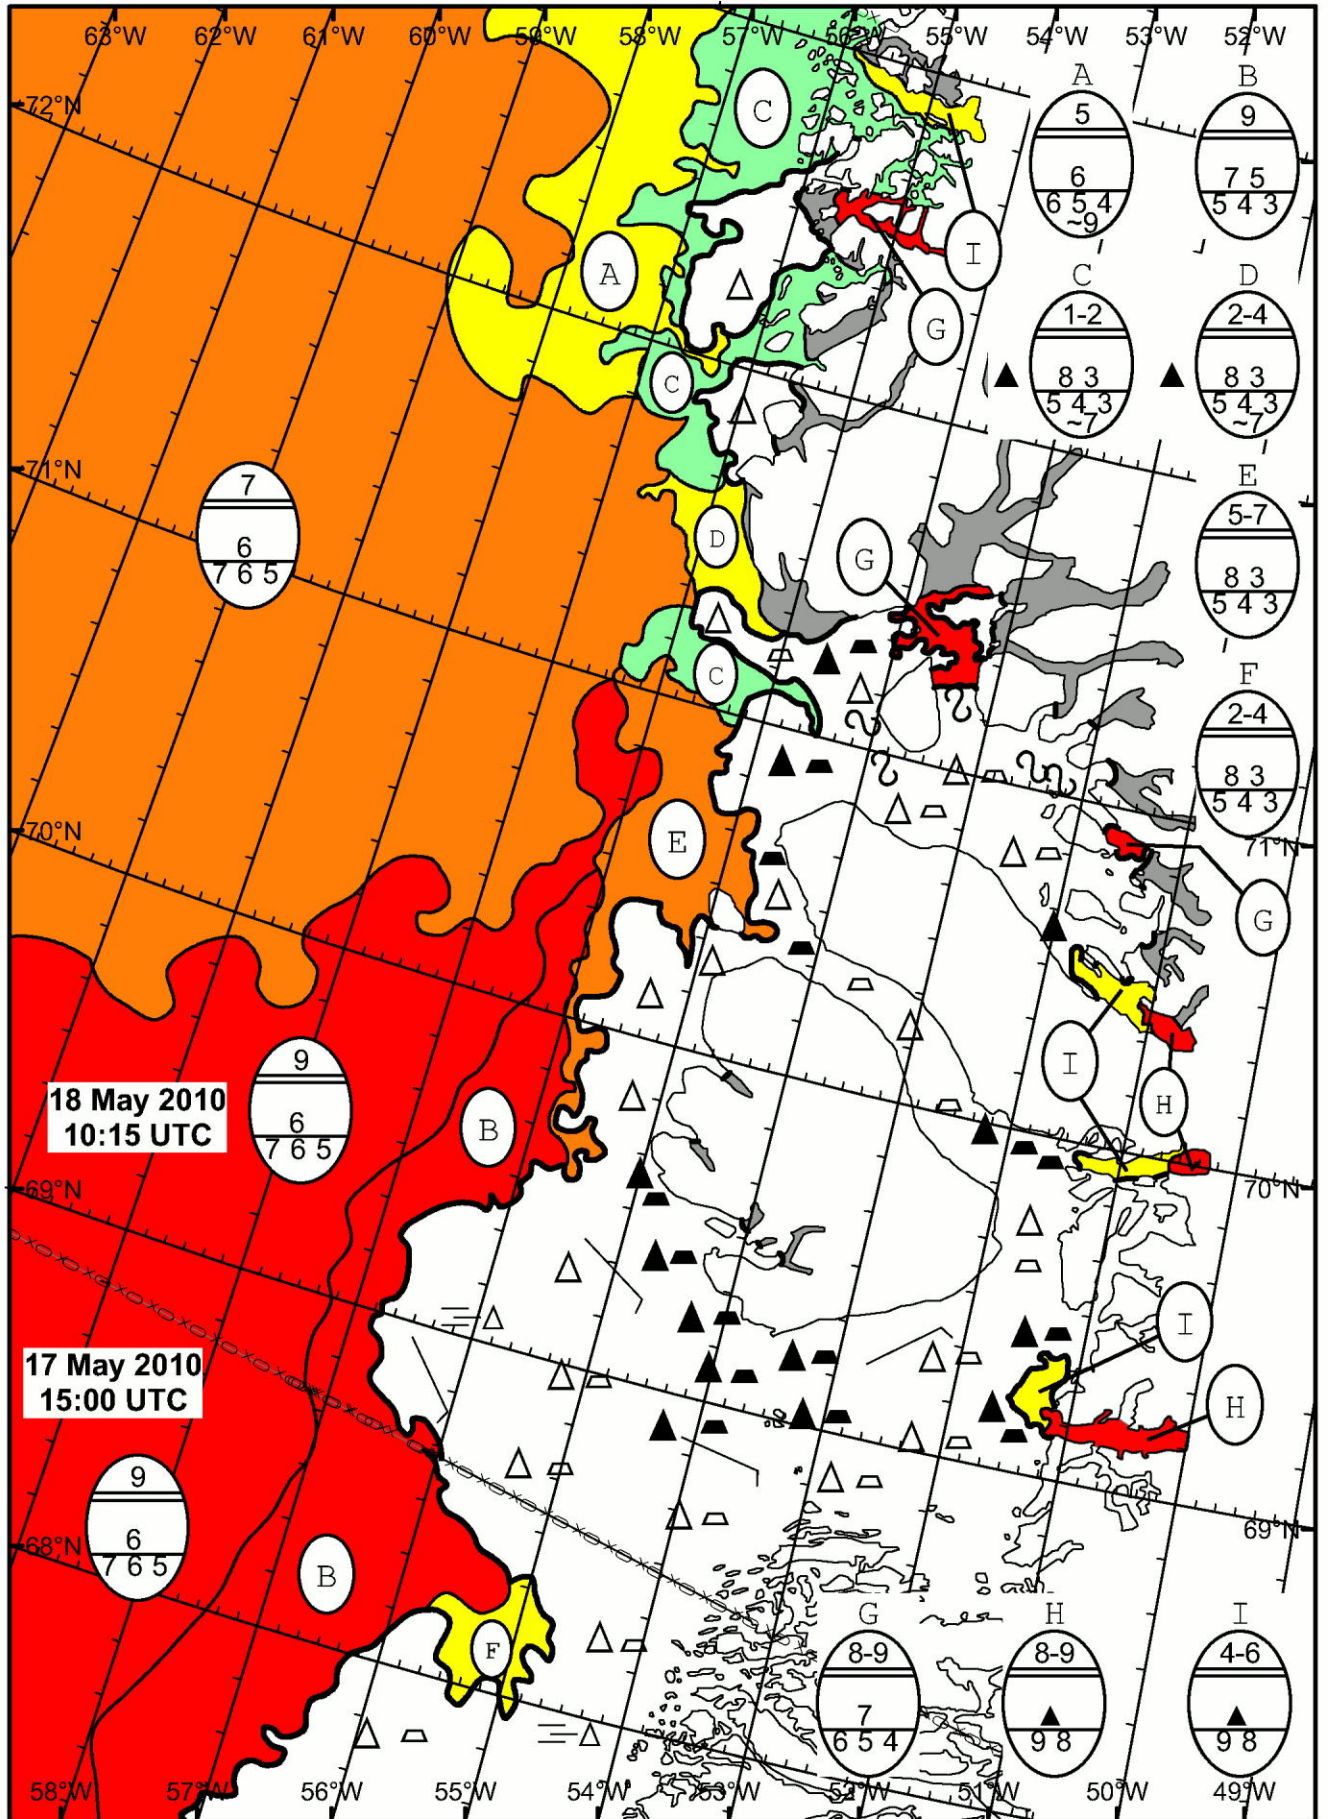 63°W 62°W 61°W 60°W 59°W 58°W 57°W 56°W 55°W 54°W 53°W 52°W
72°N
C
A
5
6
6 5 4
~9
B
9
7 5
5 4 3
A
I
G
C
1-2
8 3
5 4 3
~7
D
2-4
8 3
5 4 3
~7
C
71°N
7
6
7 6 5
D
G
E
5-7
8 3
5 4 3
C
F
2-4
8 3
5 4 3
70°N
E
71°N
G
18 May 2010
10:15 UTC
9
6
7 6 5
B
I
H
69°N
70°N
17 May 2010
15:00 UTC
I
H
9
6
7 6 5
68°N
B
69°N
F
G
8-9
7
6 5 4
H
8-9
9 8
I
4-6
9 8
58°W 57°W 56°W 55°W 54°W 53°W 52°W 51°W 50°W 49°W